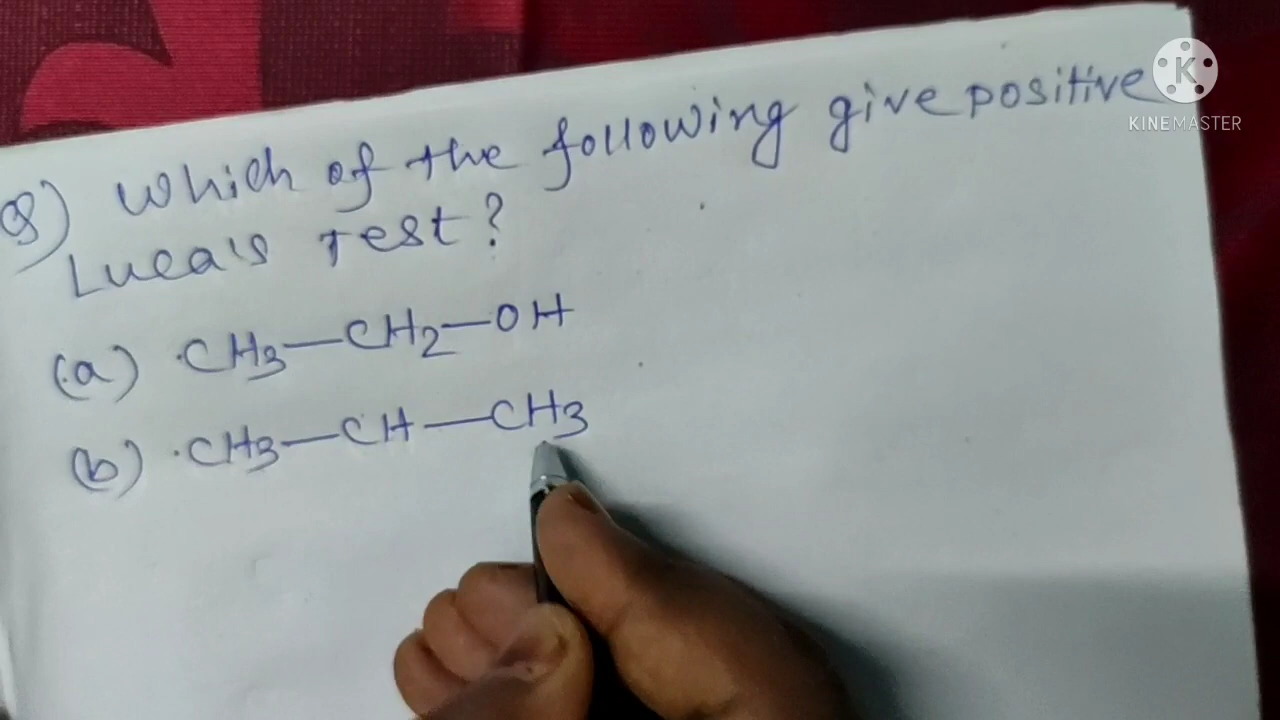 Q) Which of the following give positive
Luca's Test?
(a) CH3—CH2—OH
(b) CH3—CH—CH3
K
KINEMASTER